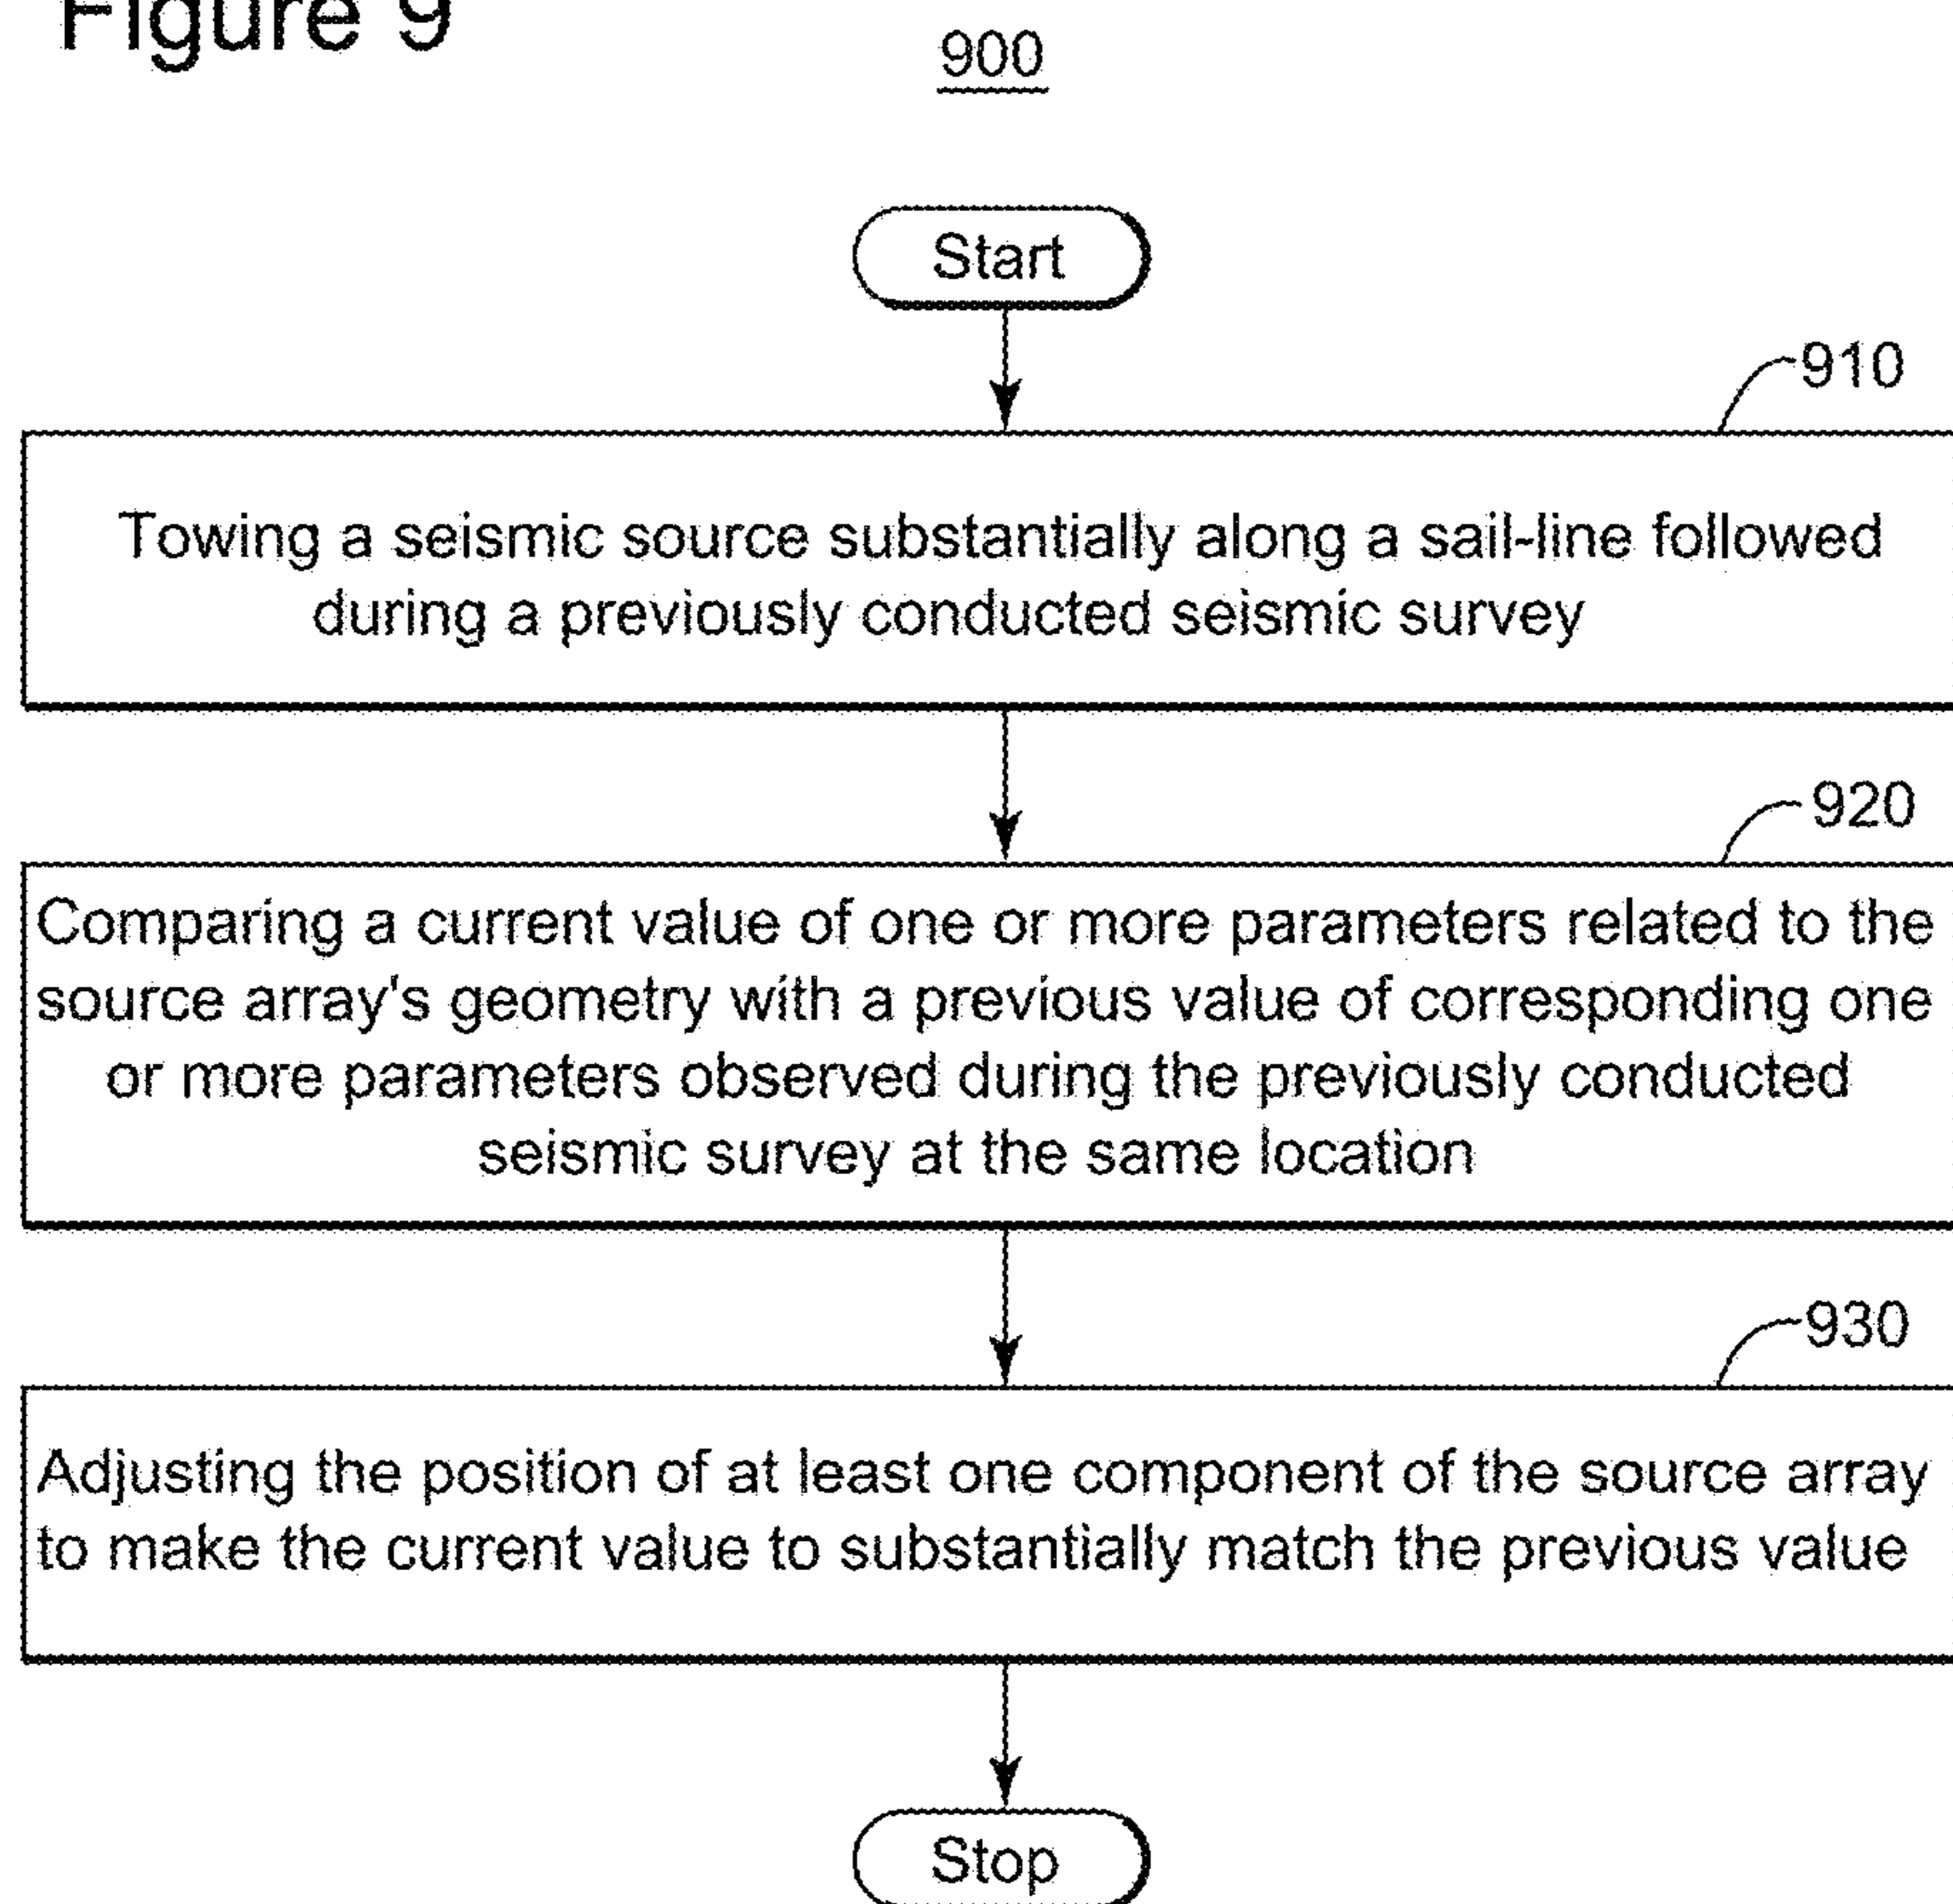 Figure 9
900
Start
910
Towing a seismic source substantially along a sail-line followed
during a previously conducted seismic survey
920
Comparing a current value of one or more parameters related to the
source array's geometry with a previous value of corresponding one
or more parameters observed during the previously conducted
seismic survey at the same location
930
Adjusting the position of at least one component of the source array
to make the current value to substantially match the previous value
Stop